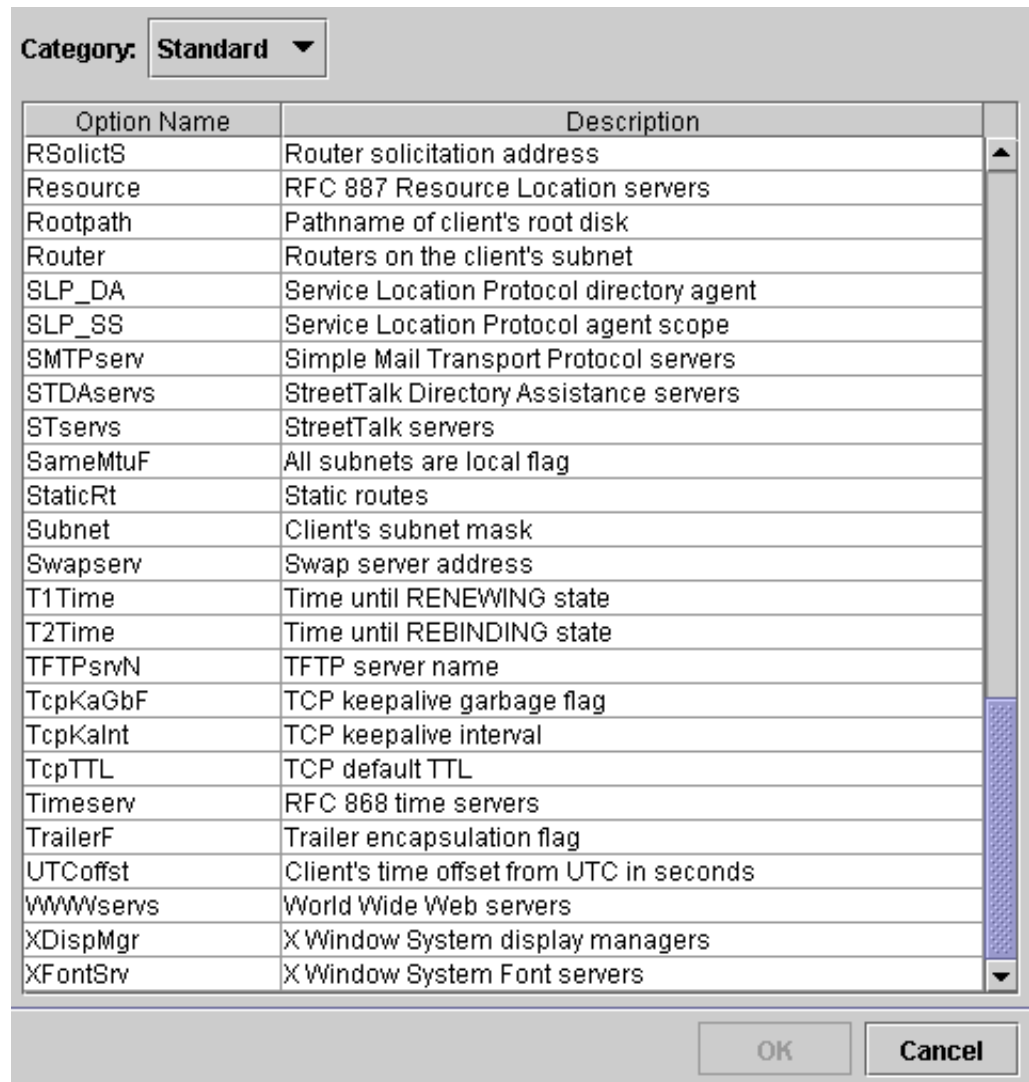 Category: Standard
Option Name Description
RSolictS Router solicitation address
Resource RFC 887 Resource Location servers
Rootpath Pathname of client's root disk
Router Routers on the client's subnet
SLP_DA Service Location Protocol directory agent
SLP_SS Service Location Protocol agent scope
SMTPserv Simple Mail Transport Protocol servers
STDAservs StreetTalk Directory Assistance servers
STservs StreetTalk servers
SameMtuF All subnets are local flag
StaticRt Static routes
Subnet Client's subnet mask
Swapserv Swap server address
T1Time Time until RENEWING state
T2Time Time until REBINDING state
TFTPsrvN TFTP server name
TcpKaGbF TCP keepalive garbage flag
TcpKaInt TCP keepalive interval
TcpTTL TCP default TTL
Timeserv RFC 868 time servers
TrailerF Trailer encapsulation flag
UTCoffst Client's time offset from UTC in seconds
WWWservs World Wide Web servers
XDispMgr X Window System display managers
XFontSrv X Window System Font servers
OK Cancel